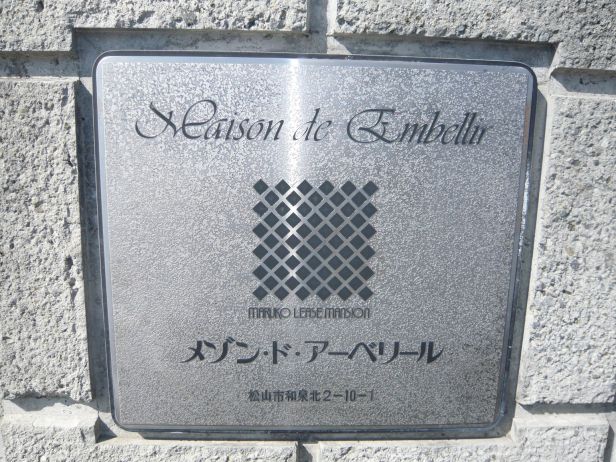 Maison de Embellir
MARUKO LEASE MANSION
メゾン・ド・アーベリール
松山市和泉北2-10-1